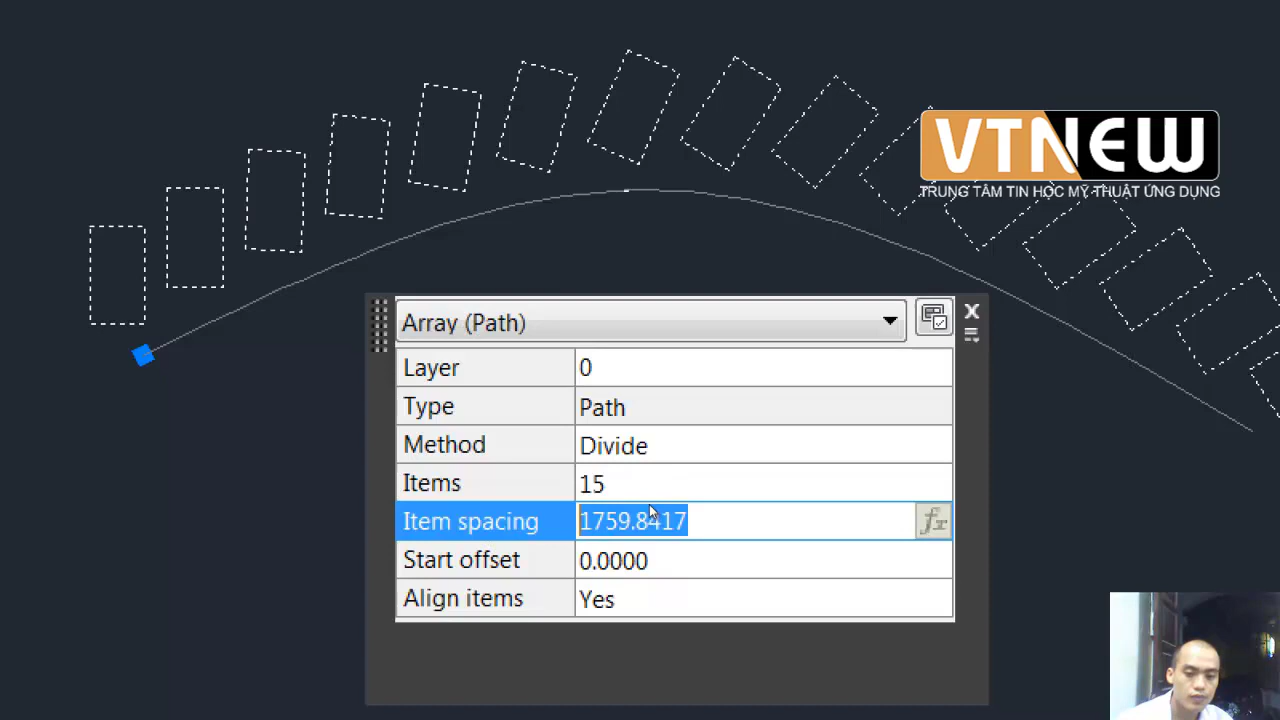 VTNEW
TRUNG TÂM TIN HỌC MỸ THUẬT ỨNG DỤNG
Array (Path)
Layer 0
Type Path
Method Divide
Items 15
Item spacing 1759.8417 fx
Start offset 0.0000
Align items Yes